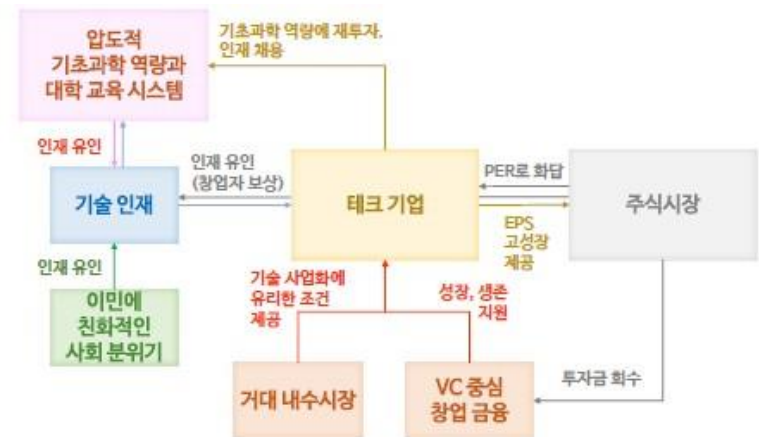 압도적
기초과학 역량과
대학 교육 시스템
기초과학 역량에 재투자,
인재 채용
인재 유인
인재 유인
(창업자 보상)
기술 인재
테크 기업
PER로 화답
주식시장
EPS
고성장
제공
인재 유인
이민에
친화적인
사회 분위기
기술 사업화에
유리한 조건
제공
성장, 생존
지원
거대 내수시장
VC 중심
창업 금융
투자금 회수